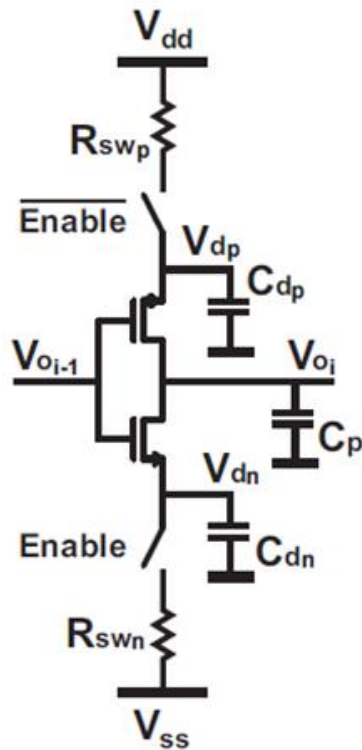 Vdd
Rswp
Enable
Vdp
Cdp
Voi-1
Voi
Cp
Vdn
Enable
Cdn
Rswn
Vss